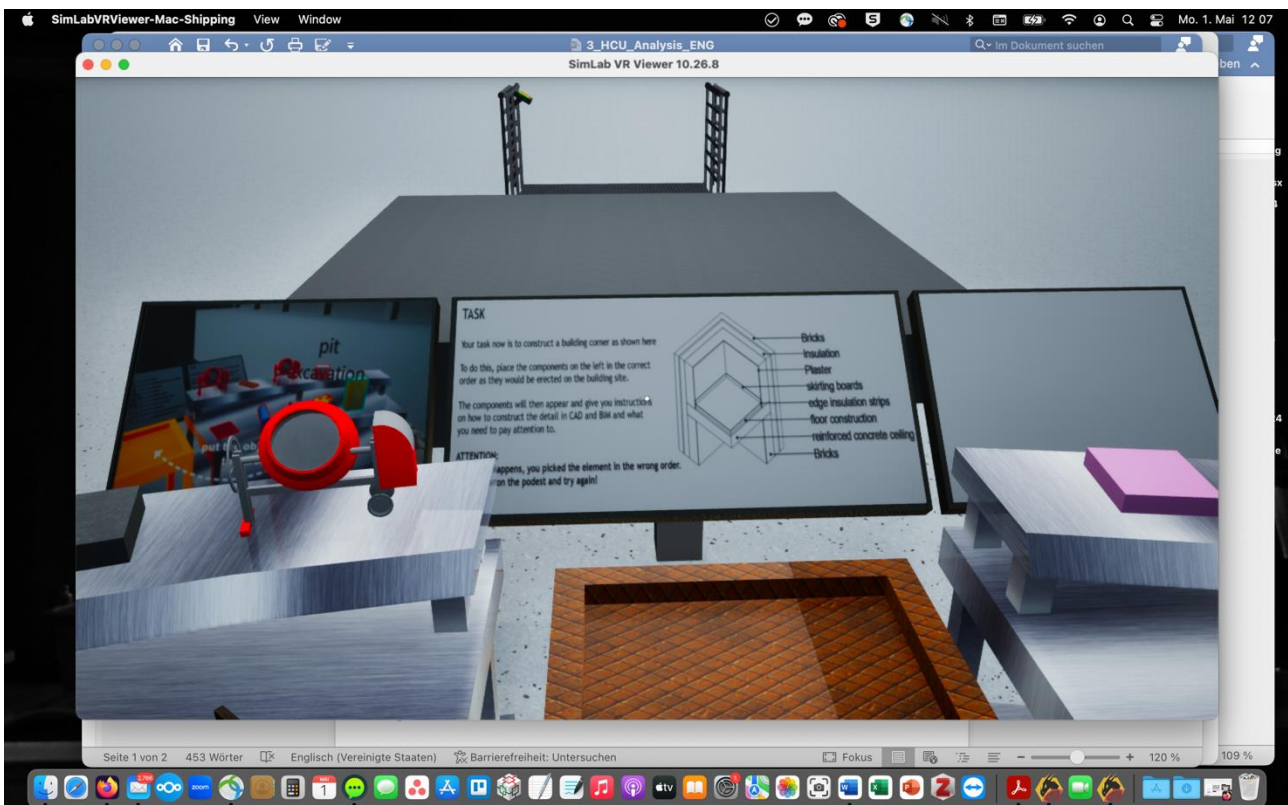 SimLabVRViewer-Mac-Shipping View Window
Mo. 1. Mai 12 07
3_HCU_Analysis_ENG
Im Dokument suchen
SimLab VR Viewer 10.26.8
ben
pit
excavation
TASK
Your task now is to construct a building corner as shown here
To do this, place the components on the left in the correct
order as they would be erected on the building site.
The components will then appear and give you instructions
on how to construct the detail in CAD and BIM and what
you need to pay attention to.
ATTENTION:
happens, you picked the element in the wrong order.
on the podest and try again!
Bricks
insulation
Plaster
skirting boards
edge insulation strips
floor construction
reinforced concrete ceiling
Bricks
Seite 1 von 2 453 Wörter Englisch (Vereinigte Staaten) Barrierefreiheit: Untersuchen Fokus 120 % 109 %
zoom
tv